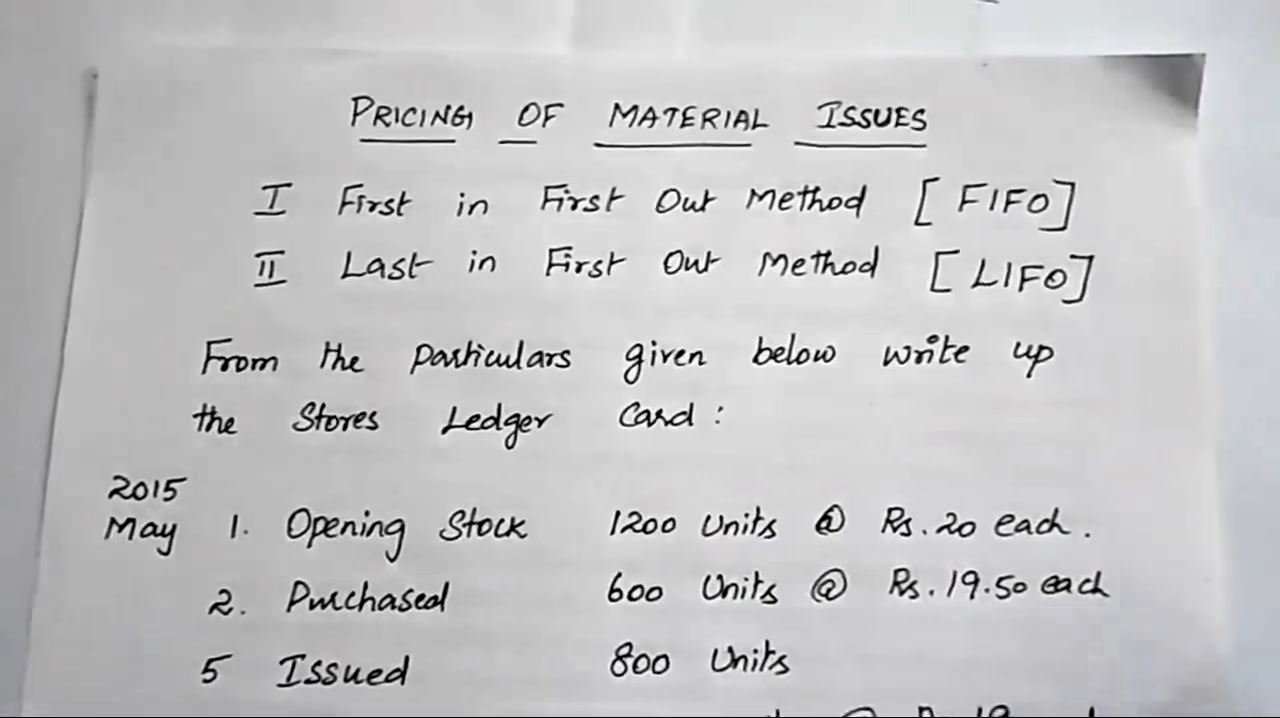 PRICING OF MATERIAL ISSUES
I First in First Out Method [FIFO]
II Last in First Out Method [LIFO]
From the particulars given below write up
the Stores Ledger Card:
2015
May 1. Opening Stock 1200 Units @ Rs. 20 each.
2. Purchased 600 Units @ Rs. 19.50 each
5 Issued 800 Units